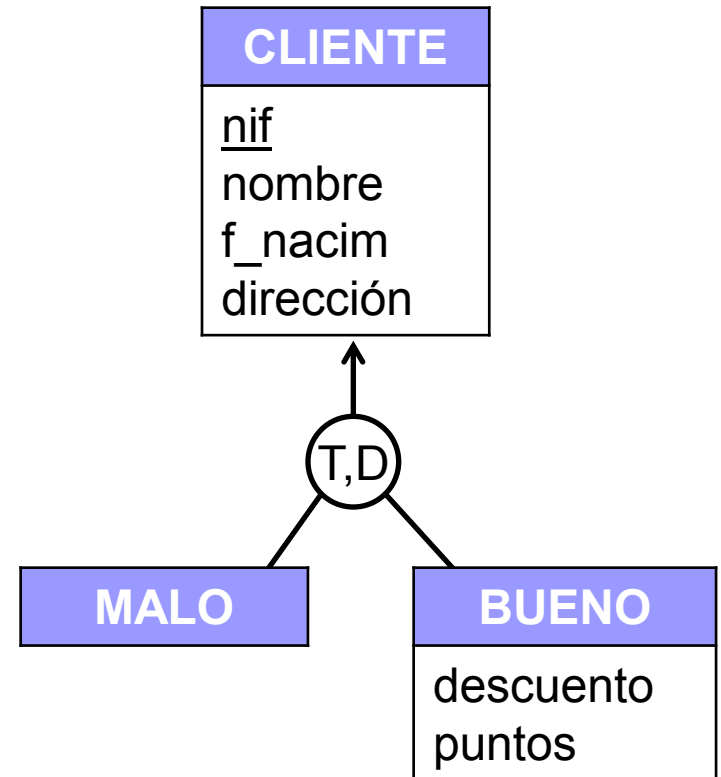 CLIENTE
nif
nombre
f_nacim
dirección
T,D
MALO
BUENO
descuento
puntos